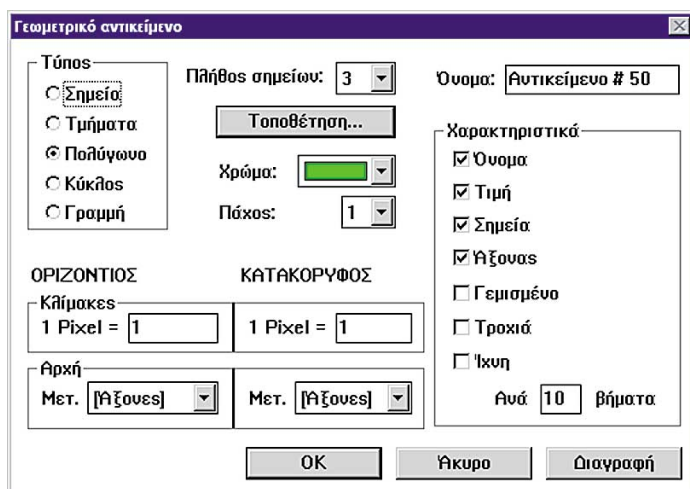 Γεωμετρικό αντικείμενο
Τύπος
Σημείο
Τμήματα
Πολύγωνο
Κύκλος
Γραμμή
Πλήθος σημείων: 3
Τοποθέτηση...
Χρώμα:
Πάχος: 1
Όνομα: Αντικείμενο # 50
Χαρακτηριστικά
Όνομα
Τιμή
Σημεία
Άξονας
Γεμισμένο
Τροχιά
Ίχνη
Ανά 10 βήματα
ΟΡΙΖΟΝΤΙΟΣ ΚΑΤΑΚΟΡΥΦΟΣ
Κλίμακες
1 Pixel = 1 1 Pixel = 1
Αρχή
Μετ. [Άξονες] Μετ. [Άξονες]
OK Άκυρο Διαγραφή